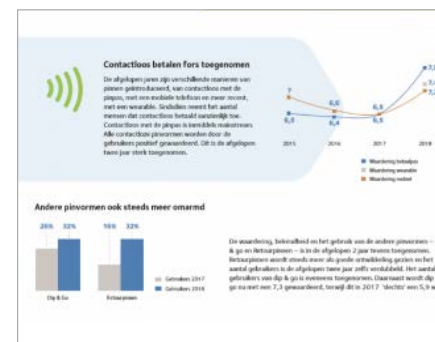 Contactloos betalen fors toegenomen
De afgelopen jaren zijn verschillende manieren van
pinnen geïntroduceerd, van contactloos met de
pinpas, met een mobiele telefoon en meer recent,
met een wearable. Sindsdien neemt het aantal
mensen dat contactloos betaald aanzienlijk toe.
Contactloos met de pinpas is inmiddels mainstream.
Alle contactloze pinvormen worden door de
gebruikers positief gewaardeerd. Dit is de afgelopen
twee jaar sterk toegenomen.
7
6,6
6,5
6,4
6,5
2015 2016 2017 2018
Waardering betaalpas
Waardering wearable
Waardering mobiel
Andere pinvormen ook steeds meer omarmd
26% 32% 16% 32%
Gebruiken 2017
Gebruiken 2018
Dip & Go Retourpinnen
De waardering, bekendheid en het gebruik van de andere pinvormen –
& go en Retourpinnen – is in de afgelopen 2 jaar tevens toegenomen.
Retourpinnen wordt steeds meer als goede ontwikkeling gezien en het
aantal gebruikers is de afgelopen twee jaar zelfs verdubbeld. Het aantal
gebruikers van dip & go is eveneens toegenomen. Daarnaast wordt dip
go nu met een 7,3 gewaardeerd, terwijl dit in 2017 'slechts' een 5,9 w